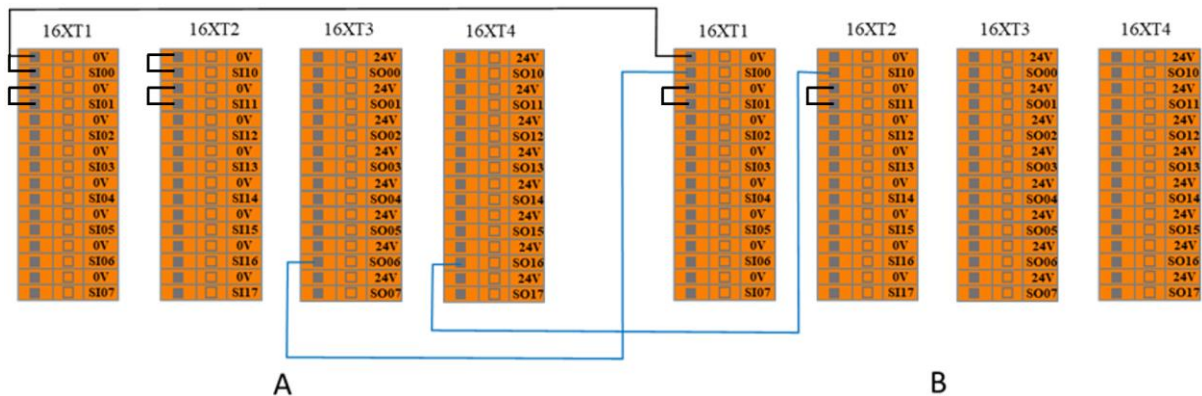 16XT1 16XT2 16XT3 16XT4 16XT1 16XT2 16XT3 16XT4
0V 0V 24V 24V 0V 0V 24V 24V
SI00 SI10 SO00 SO10 SI00 SI10 SO00 SO10
0V 0V 24V 24V 0V 0V 24V 24V
SI01 SI11 SO01 SO11 SI01 SI11 SO01 SO11
0V 0V 24V 24V 0V 0V 24V 24V
SI02 SI12 SO02 SO12 SI02 SI12 SO02 SO12
0V 0V 24V 24V 0V 0V 24V 24V
SI03 SI13 SO03 SO13 SI03 SI13 SO03 SO13
0V 0V 24V 24V 0V 0V 24V 24V
SI04 SI14 SO04 SO14 SI04 SI14 SO04 SO14
0V 0V 24V 24V 0V 0V 24V 24V
SI05 SI15 SO05 SO15 SI05 SI15 SO05 SO15
0V 0V 24V 24V 0V 0V 24V 24V
SI06 SI16 SO06 SO16 SI06 SI16 SO06 SO16
0V 0V 24V 24V 0V 0V 24V 24V
SI07 SI17 SO07 SO17 SI07 SI17 SO07 SO17
A B